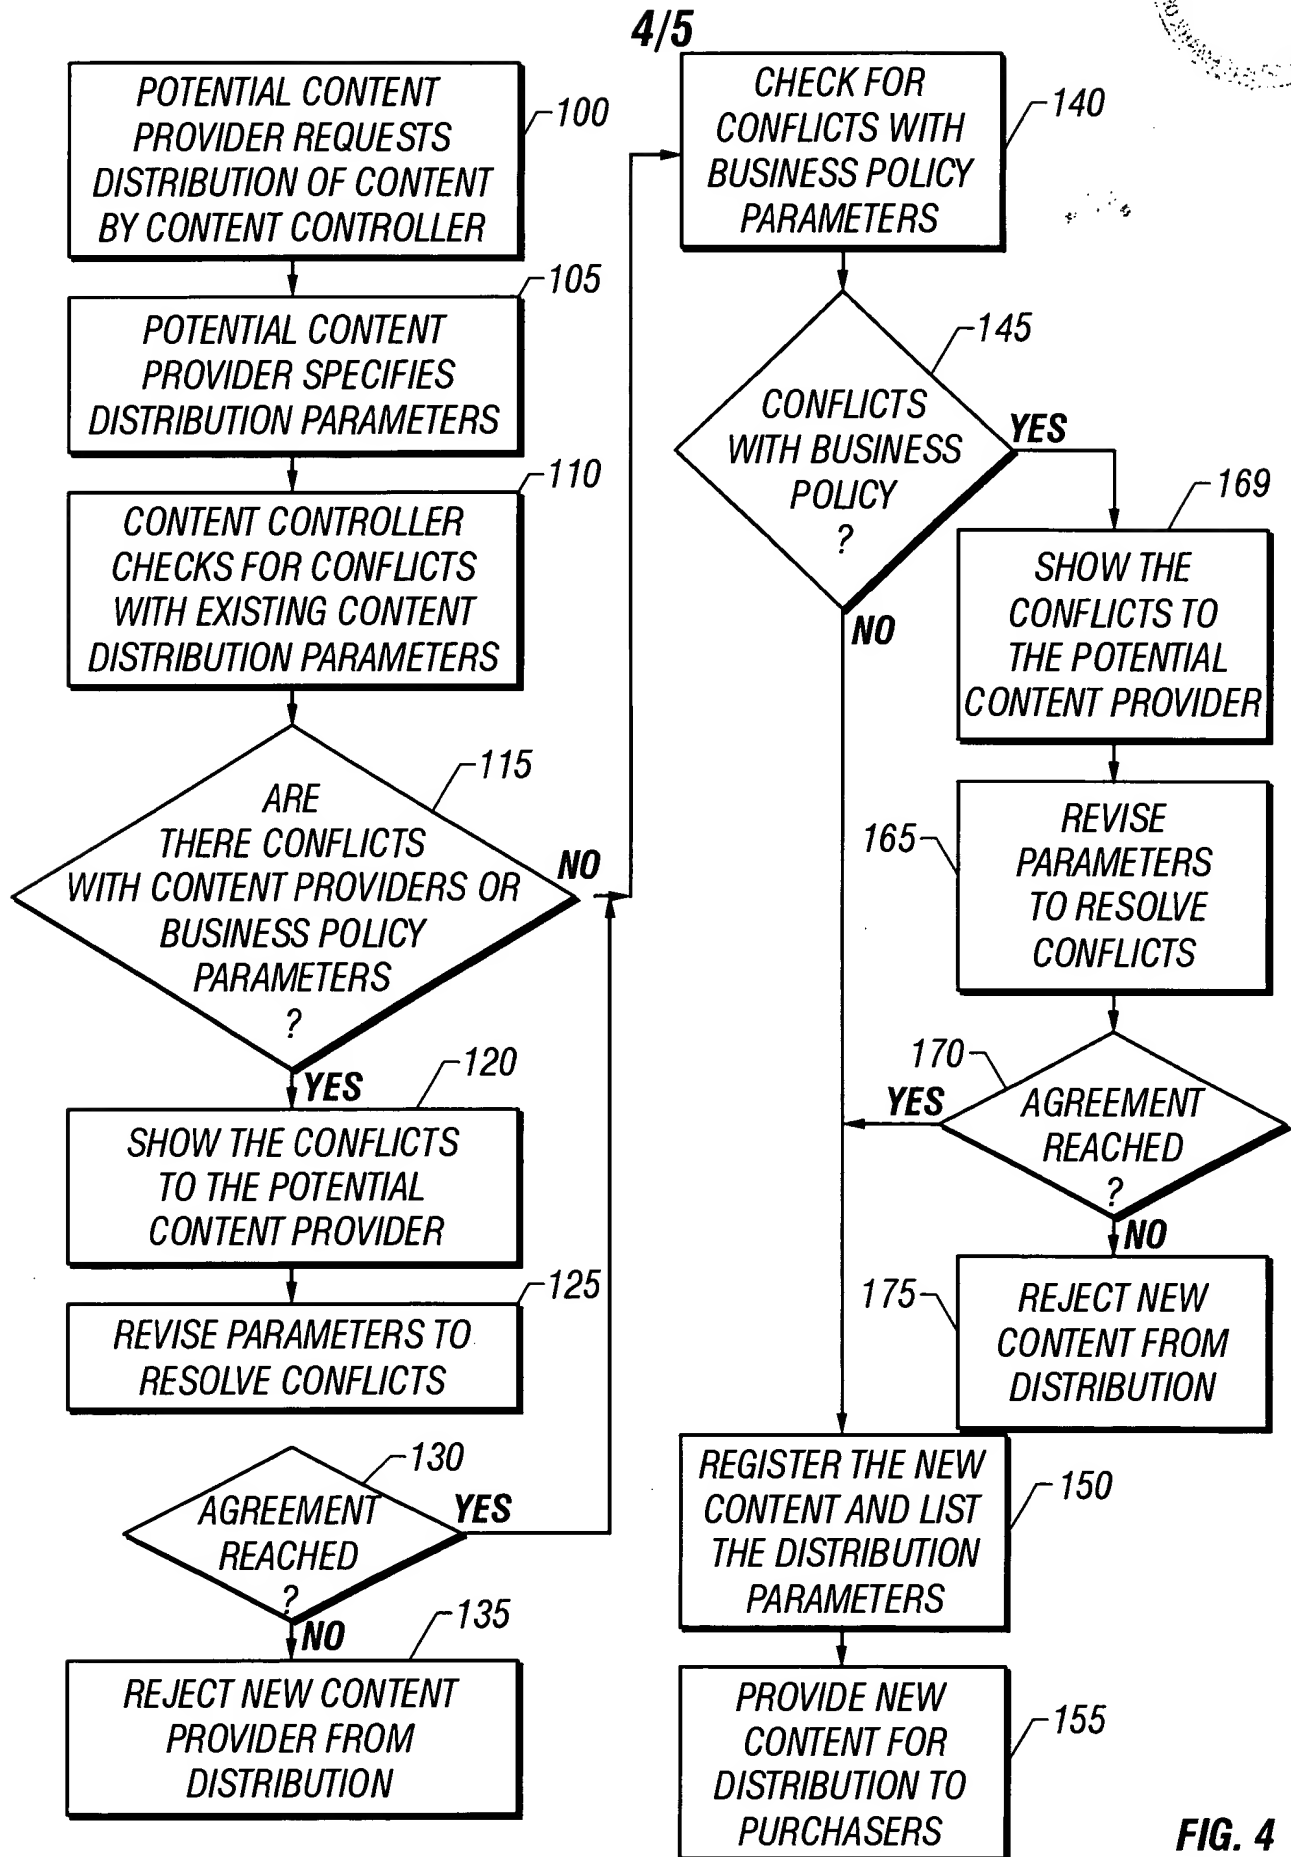 4/5
POTENTIAL CONTENT
PROVIDER REQUESTS
DISTRIBUTION OF CONTENT
BY CONTENT CONTROLLER
100
POTENTIAL CONTENT
PROVIDER SPECIFIES
DISTRIBUTION PARAMETERS
105
CONTENT CONTROLLER
CHECKS FOR CONFLICTS
WITH EXISTING CONTENT
DISTRIBUTION PARAMETERS
110
ARE
THERE CONFLICTS
WITH CONTENT PROVIDERS OR
BUSINESS POLICY
PARAMETERS
?
115
NO
YES
SHOW THE CONFLICTS
TO THE POTENTIAL
CONTENT PROVIDER
120
REVISE PARAMETERS TO
RESOLVE CONFLICTS
125
AGREEMENT
REACHED
?
130
YES
NO
REJECT NEW CONTENT
PROVIDER FROM
DISTRIBUTION
135
CHECK FOR
CONFLICTS WITH
BUSINESS POLICY
PARAMETERS
140
CONFLICTS
WITH BUSINESS
POLICY
?
145
YES
NO
SHOW THE
CONFLICTS TO
THE POTENTIAL
CONTENT PROVIDER
169
REVISE
PARAMETERS
TO RESOLVE
CONFLICTS
165
AGREEMENT
REACHED
?
170
YES
NO
REJECT NEW
CONTENT FROM
DISTRIBUTION
175
REGISTER THE NEW
CONTENT AND LIST
THE DISTRIBUTION
PARAMETERS
150
PROVIDE NEW
CONTENT FOR
DISTRIBUTION TO
PURCHASERS
155
FIG. 4